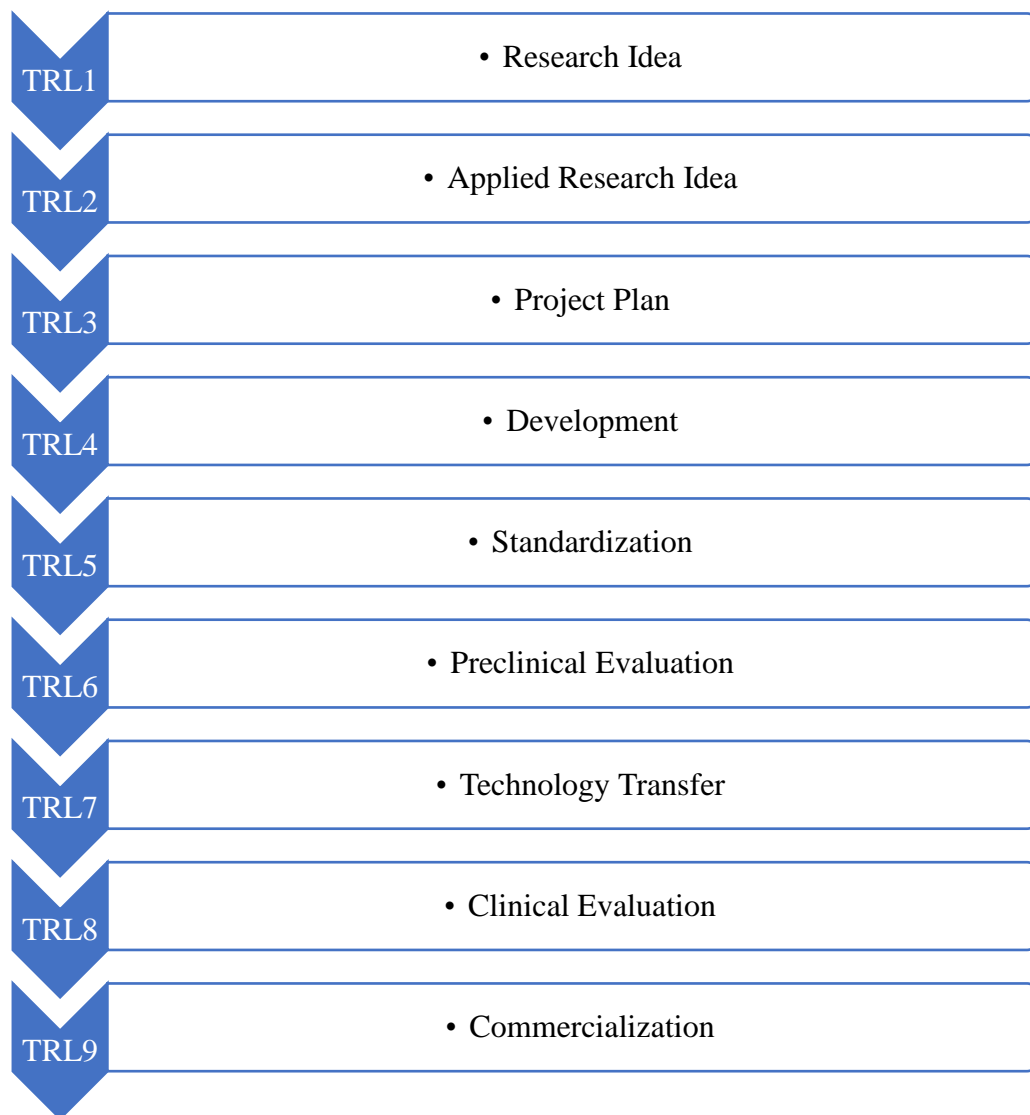 TRL1
• Research Idea
TRL2
• Applied Research Idea
TRL3
• Project Plan
TRL4
• Development
TRL5
• Standardization
TRL6
• Preclinical Evaluation
TRL7
• Technology Transfer
TRL8
• Clinical Evaluation
TRL9
• Commercialization